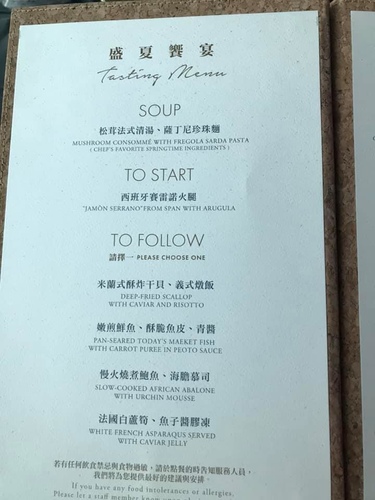 盛夏饗宴
Tasting Menu
SOUP
松茸法式清湯、薩丁尼珍珠麵
MUSHROOM CONSOMMÉ WITH FREGOLA SARDA PASTA
( CHEF'S FAVORITE SPRINGTIME INGREDIENTS )
TO START
西班牙賽雷諾火腿
"JAMÓN SERRANO" FROM SPAN WITH ARUGULA
TO FOLLOW
請擇一 PLEASE CHOOSE ONE
米蘭式酥炸干貝、義式燉飯
DEEP-FRIED SCALLOP
WITH CAVIAR AND RISOTTO
嫩煎鮮魚、酥脆魚皮、青醬
PAN-SEARED TODAY'S MAEKET FISH
WITH CARROT PURÉE IN PEOTO SAUCE
慢火燒煮鮑魚、海膽慕司
SLOW-COOKED AFRICAN ABALONE
WITH URCHIN MOUSSE
法國白蘆筍、魚子醬膠凍
WHITE FRENCH ASPARAQUS SERVED
WITH CAVIAR JELLY
若有任何飲食禁忌與食物過敏，請於點餐的時告知服務人員，
我們將為您提供最好的建議與安排。
If you have any food intolerances or allergies,
Please let a staff member know upon